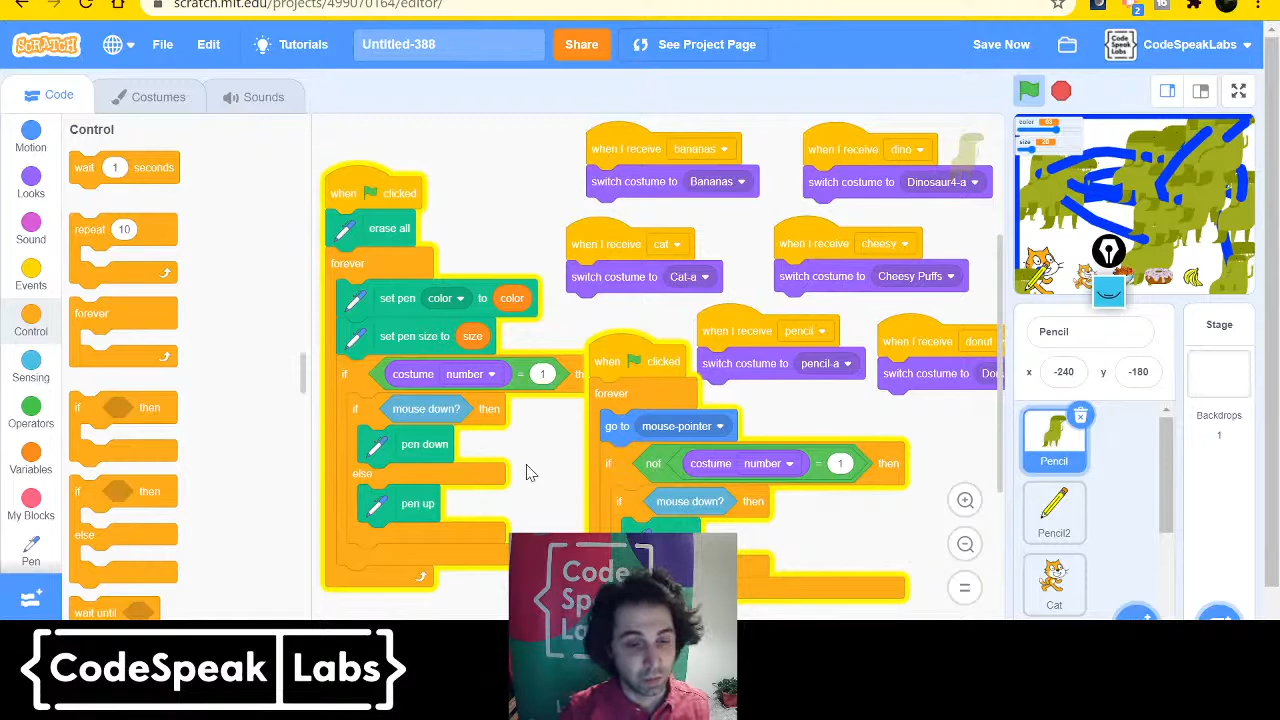 scratch.mit.edu/projects/499070164/editor/
2
16
SCRATCH
File
Edit
Tutorials
Untitled-388
Share
See Project Page
Save Now
CodeSpeakLabs
Code
Costumes
Sounds
Motion
Looks
Sound
Events
Control
Sensing
Operators
Variables
My Blocks
Pen
Control
wait 1 seconds
repeat 10
forever
if then
if then
else
wait until
when clicked
erase all
forever
set pen color to color
set pen size to size
if costume number = 1
if mouse down? then
pen down
else
pen up
when I receive bananas
switch costume to Bananas
when I receive dino
switch costume to Dinosaur4-a
when I receive cat
switch costume to Cat-a
when I receive cheesy
switch costume to Cheesy Puffs
when I receive pencil
switch costume to pencil-a
when I receive donut
switch costume to
when clicked
forever
go to mouse-pointer
if not costume number = 1 then
if mouse down? then
color
size 20
Pencil
Stage
x -240 y -180
Backdrops
1
Pencil
Pencil2
Cat
Code
Labs
{CodeSpeak|Labs}